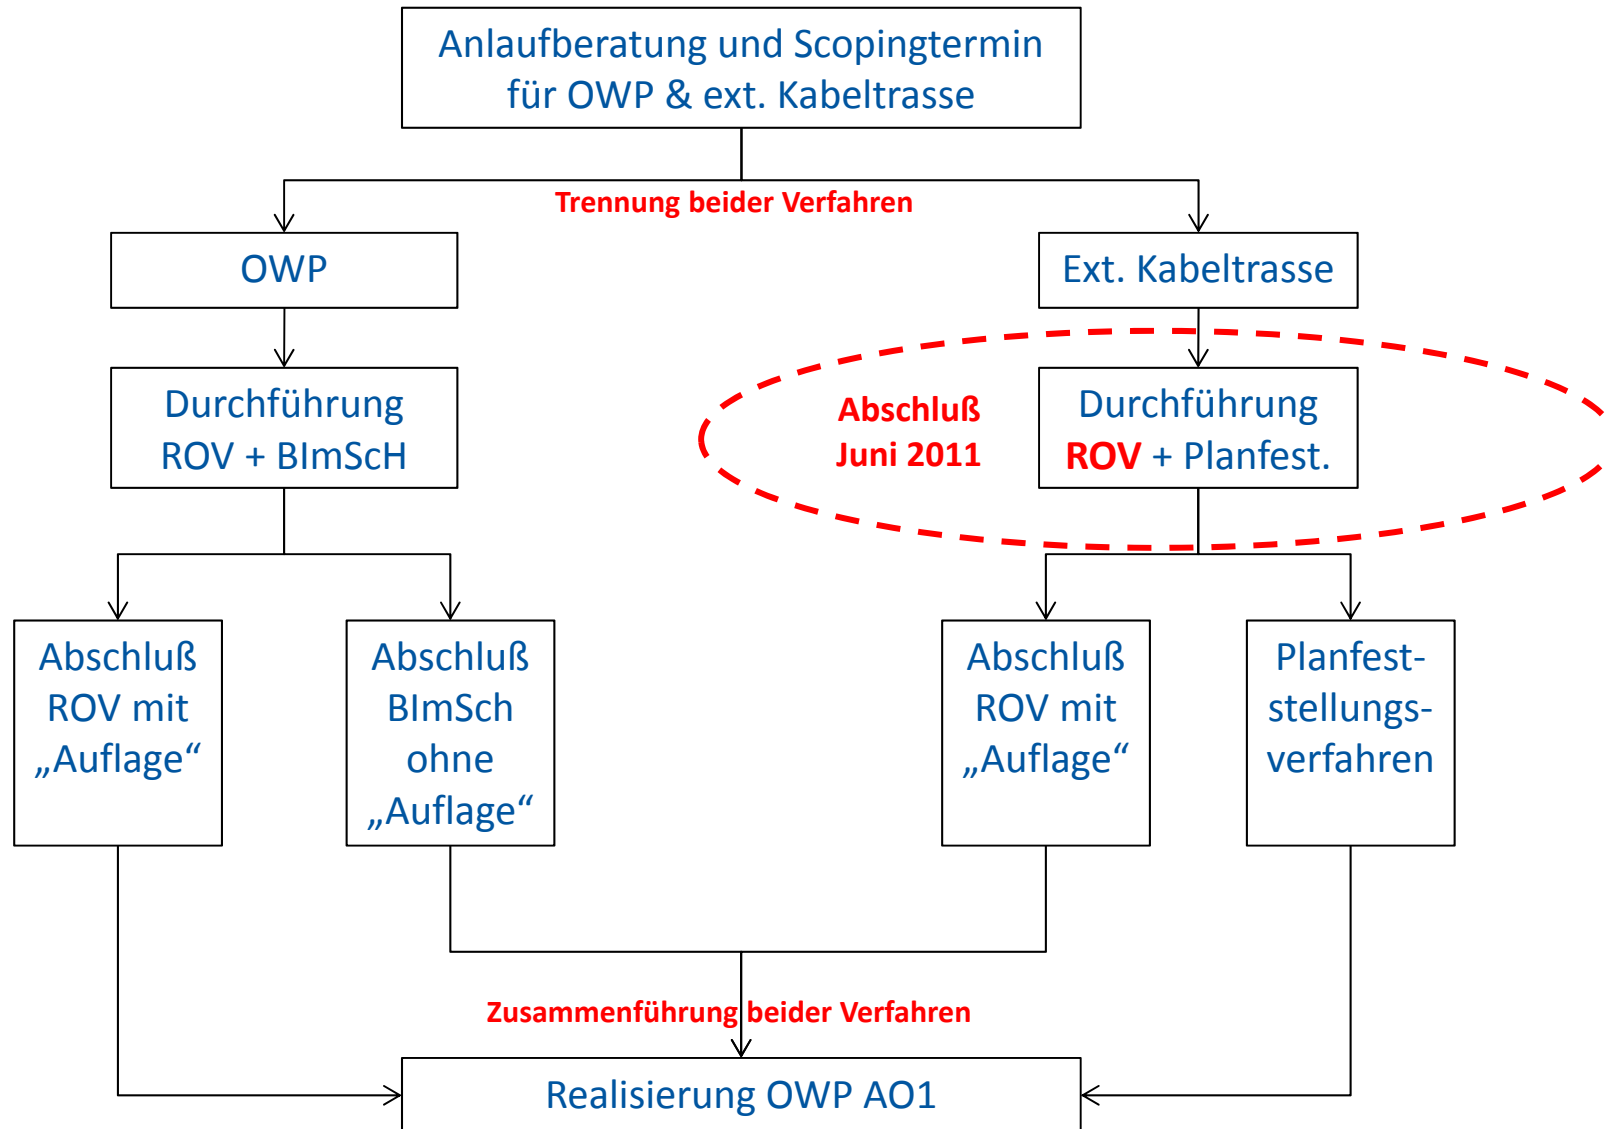 Anlaufberatung und Scopingtermin
für OWP & ext. Kabeltrasse
Trennung beider Verfahren
OWP
Ext. Kabeltrasse
Durchführung
ROV + BImScH
Abschluß
Juni 2011
Durchführung
ROV + Planfest.
Abschluß
ROV mit
„Auflage“
Abschluß
BImSch
ohne
„Auflage“
Abschluß
ROV mit
„Auflage“
Planfest-
stellungs-
verfahren
Zusammenführung beider Verfahren
Realisierung OWP AO1